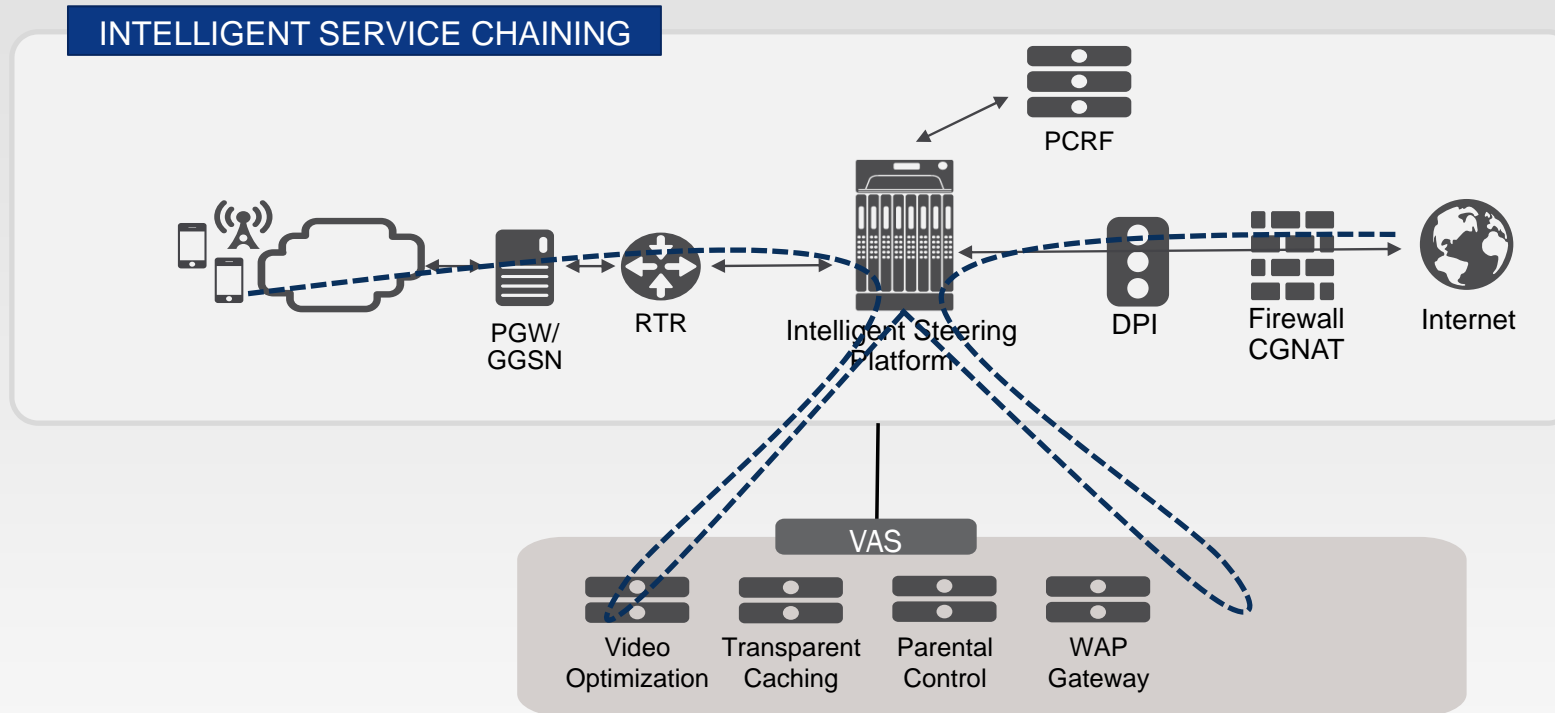 INTELLIGENT SERVICE CHAINING
PCRF
PGW/
GGSN
RTR
Intelligent Steering
Platform
DPI
Firewall
CGNAT
Internet
VAS
Video
Optimization
Transparent
Caching
Parental
Control
WAP
Gateway